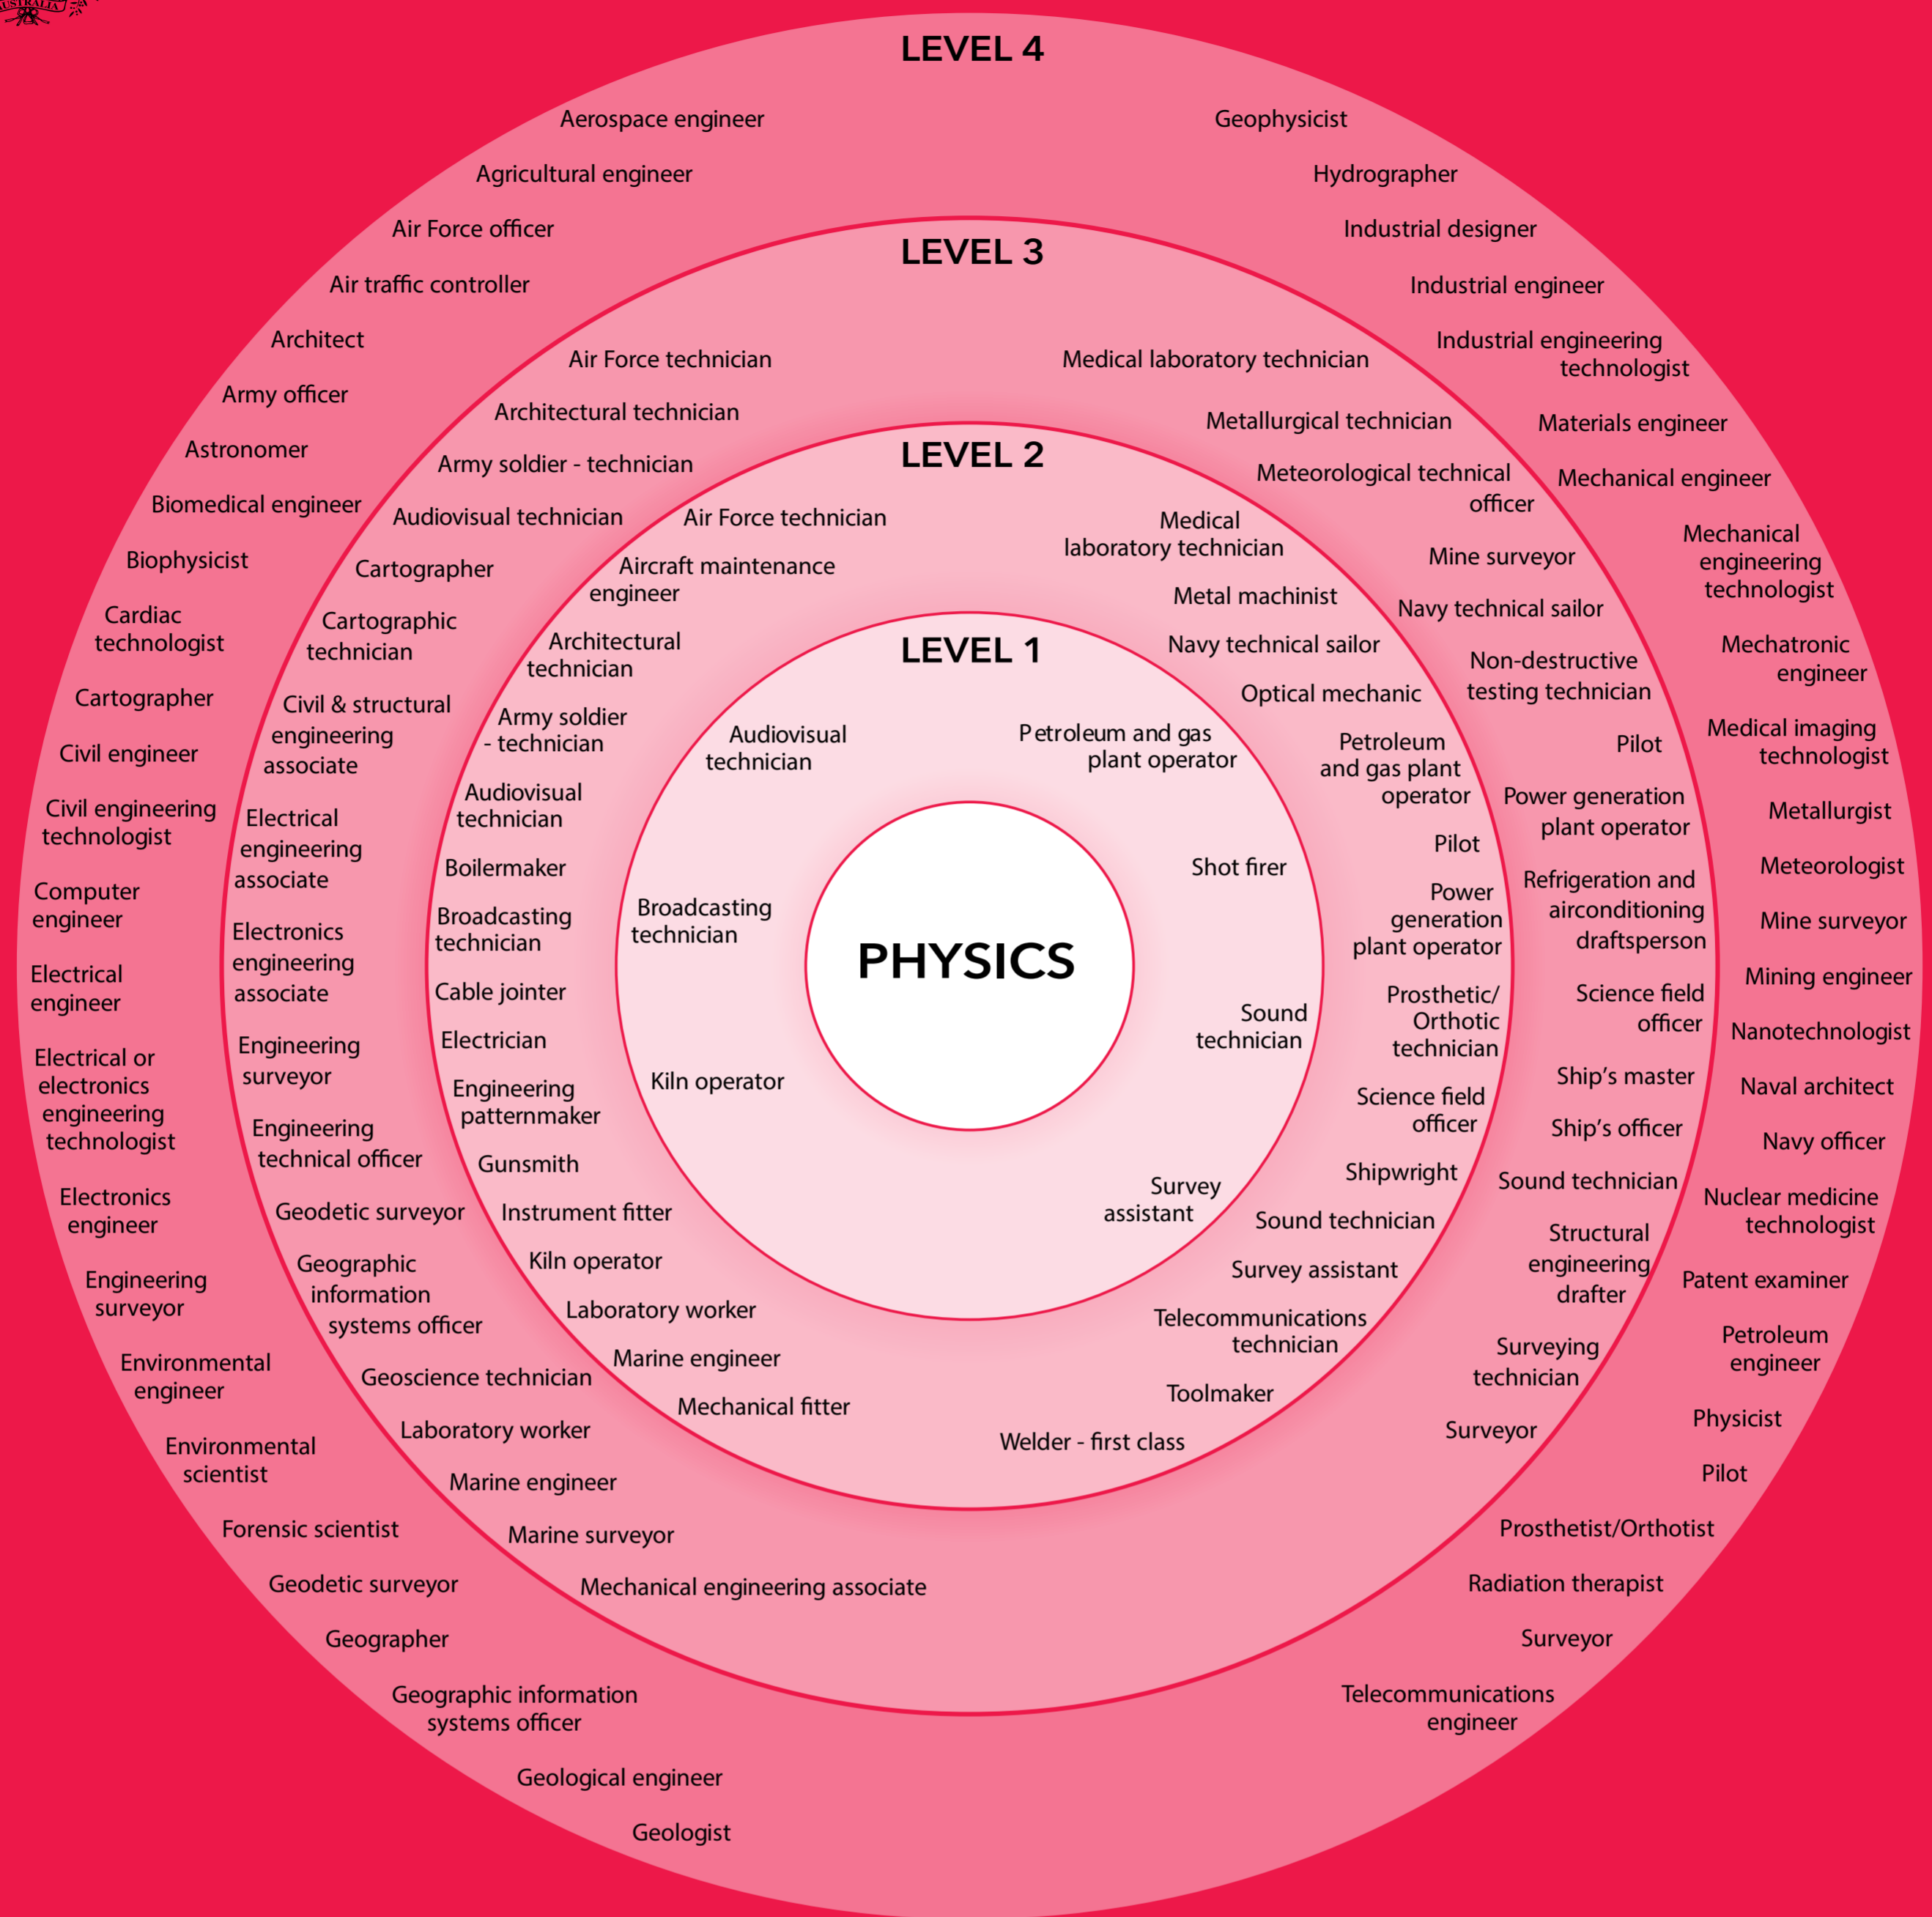 AUSTRALIA
LEVEL 4
Aerospace engineer
Agricultural engineer
Air Force officer
Air traffic controller
Architect
Army officer
Astronomer
Biomedical engineer
Biophysicist
Cardiac
technologist
Cartographer
Civil engineer
Civil engineering
technologist
Computer
engineer
Electrical
engineer
Electrical or
electronics
engineering
technologist
Electronics
engineer
Engineering
surveyor
Environmental
engineer
Environmental
scientist
Forensic scientist
Geodetic surveyor
Geographer
Geographic information
systems officer
Geological engineer
Geologist
Geophysicist
Hydrographer
Industrial designer
Industrial engineer
Industrial engineering
technologist
Materials engineer
Mechanical engineer
Mechanical
engineering
technologist
Mechatronic
engineer
Medical imaging
technologist
Metallurgist
Meteorologist
Mine surveyor
Mining engineer
Nanotechnologist
Naval architect
Navy officer
Nuclear medicine
technologist
Patent examiner
Petroleum
engineer
Physicist
Pilot
Prosthetist/Orthotist
Radiation therapist
Surveyor
Telecommunications
engineer
LEVEL 3
Air Force technician
Architectural technician
Army soldier - technician
Audiovisual technician
Cartographer
Cartographic
technician
Civil & structural
engineering
associate
Electrical
engineering
associate
Electronics
engineering
associate
Engineering
surveyor
Engineering
technical officer
Geodetic surveyor
Geographic
information
systems officer
Geoscience technician
Laboratory worker
Marine engineer
Marine surveyor
Mechanical engineering associate
Medical laboratory technician
Metallurgical technician
Meteorological technical
officer
Mine surveyor
Navy technical sailor
Non-destructive
testing technician
Pilot
Power generation
plant operator
Refrigeration and
airconditioning
draftsperson
Science field
officer
Ship's master
Ship's officer
Sound technician
Structural
engineering
drafter
Surveying
technician
Surveyor
LEVEL 2
Air Force technician
Aircraft maintenance
engineer
Architectural
technician
Army soldier
- technician
Audiovisual
technician
Boilermaker
Broadcasting
technician
Cable jointer
Electrician
Engineering
patternmaker
Gunsmith
Instrument fitter
Kiln operator
Laboratory worker
Marine engineer
Mechanical fitter
Medical
laboratory technician
Metal machinist
Navy technical sailor
Optical mechanic
Petroleum
and gas plant
operator
Pilot
Power
generation
plant operator
Prosthetic/
Orthotic
technician
Science field
officer
Shipwright
Sound technician
Survey assistant
Telecommunications
technician
Toolmaker
Welder - first class
LEVEL 1
Audiovisual
technician
Broadcasting
technician
Kiln operator
Petroleum and gas
plant operator
Shot firer
Sound
technician
Survey
assistant
PHYSICS